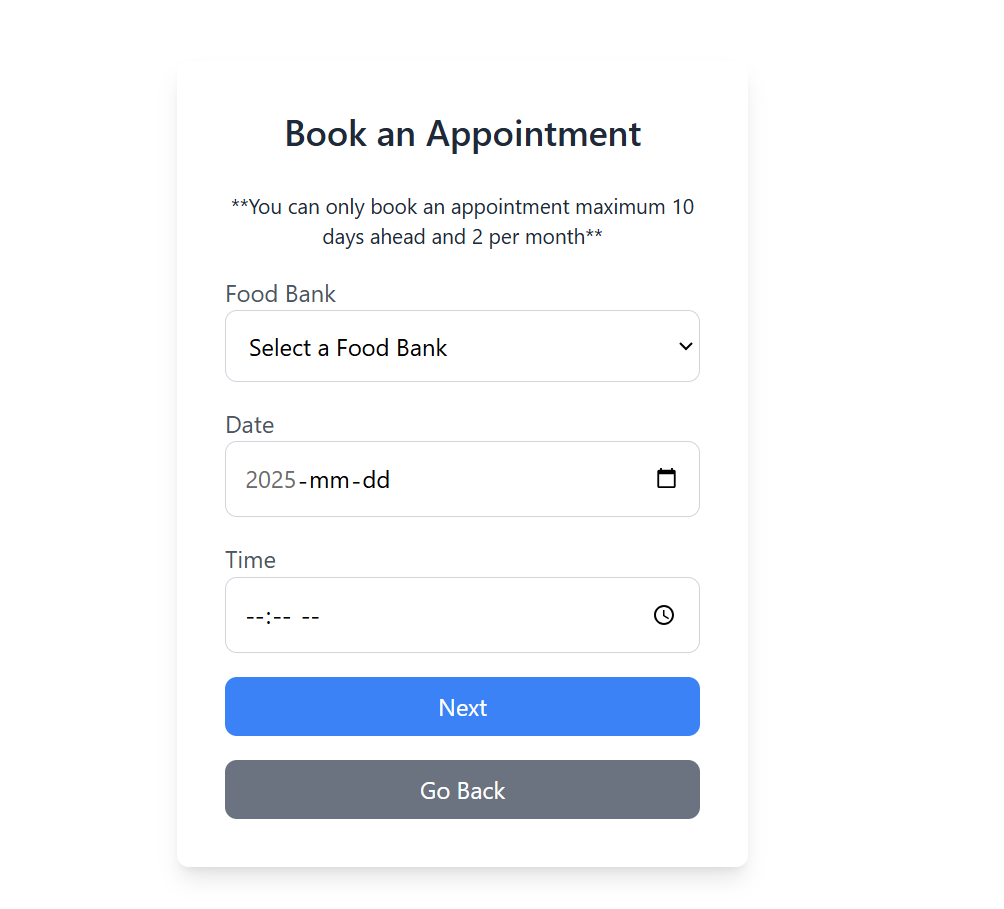 Book an Appointment
**You can only book an appointment maximum 10
days ahead and 2 per month**
Food Bank
Select a Food Bank
Date
2025-mm-dd
Time
--:-- --
Next
Go Back